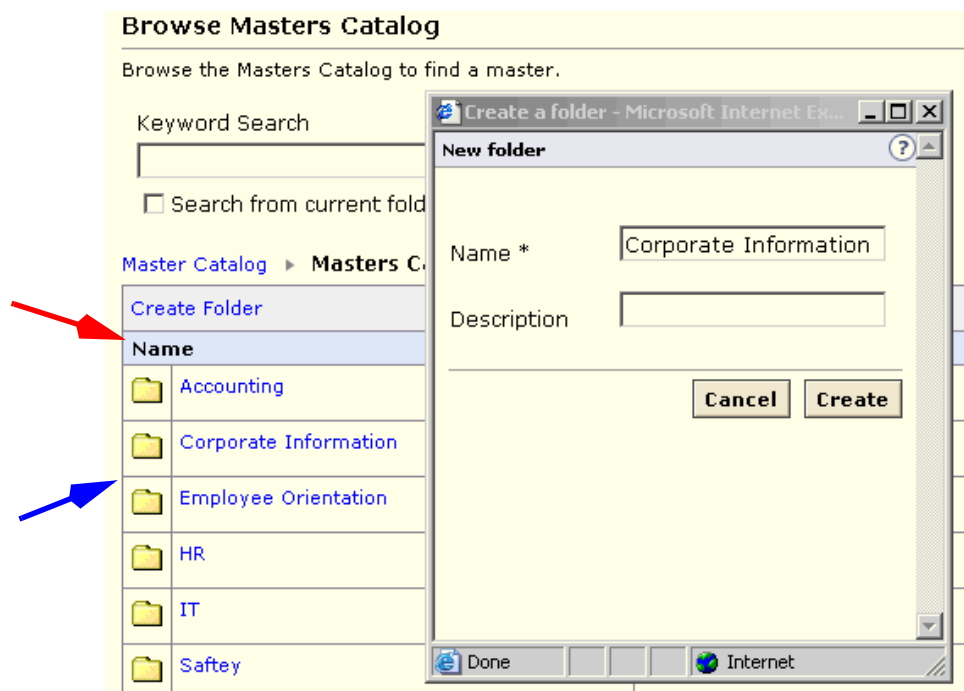 Browse Masters Catalog
Browse the Masters Catalog to find a master.
Keyword Search
Search from current fold
Master Catalog Masters C
Create Folder
Name
Accounting
Corporate Information
Employee Orientation
HR
IT
Saftey
Create a folder - Microsoft Internet Ex...
New folder ?
Name * Corporate Information
Description
Cancel Create
Done Internet